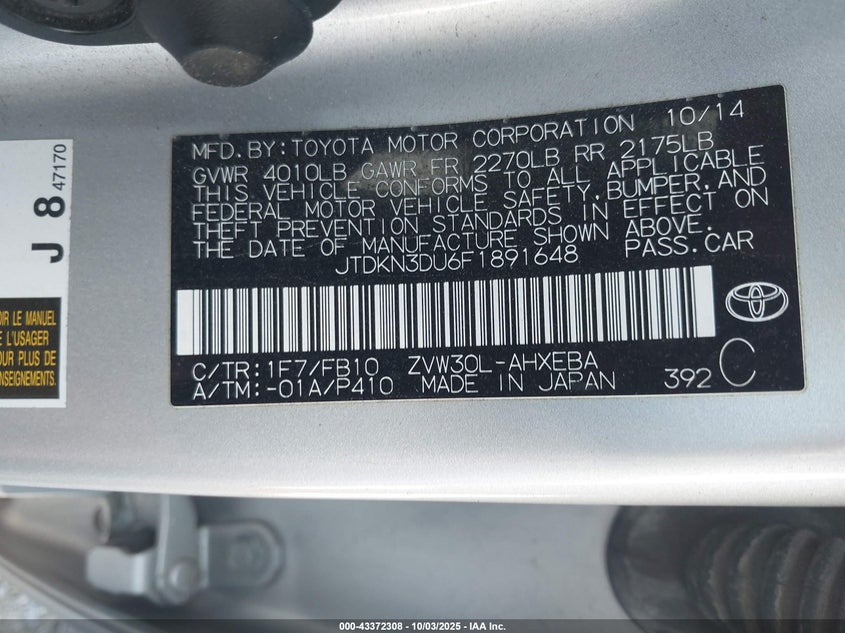 J 8 47170
OIR LE MANUEL
L'USAGER
OUR PLUS DE
MFD. BY: TOYOTA MOTOR CORPORATION 10/14
GVWR 4010LB GAWR FR 2270LB RR 2175LB
THIS VEHICLE CONFORMS TO ALL APPLICABLE
FEDERAL MOTOR VEHICLE SAFETY, BUMPER, AND
THEFT PREVENTION STANDARDS IN EFFECT ON
THE DATE OF MANUFACTURE SHOWN ABOVE.
JTDKN3DU6F1891648 PASS. CAR
C/TR: 1F7/FB10 ZVW30L-AHXEBA
A/TM: -01A/P410 MADE IN JAPAN 392 C
000-43372308 - 10/03/2025 - IAA Inc.